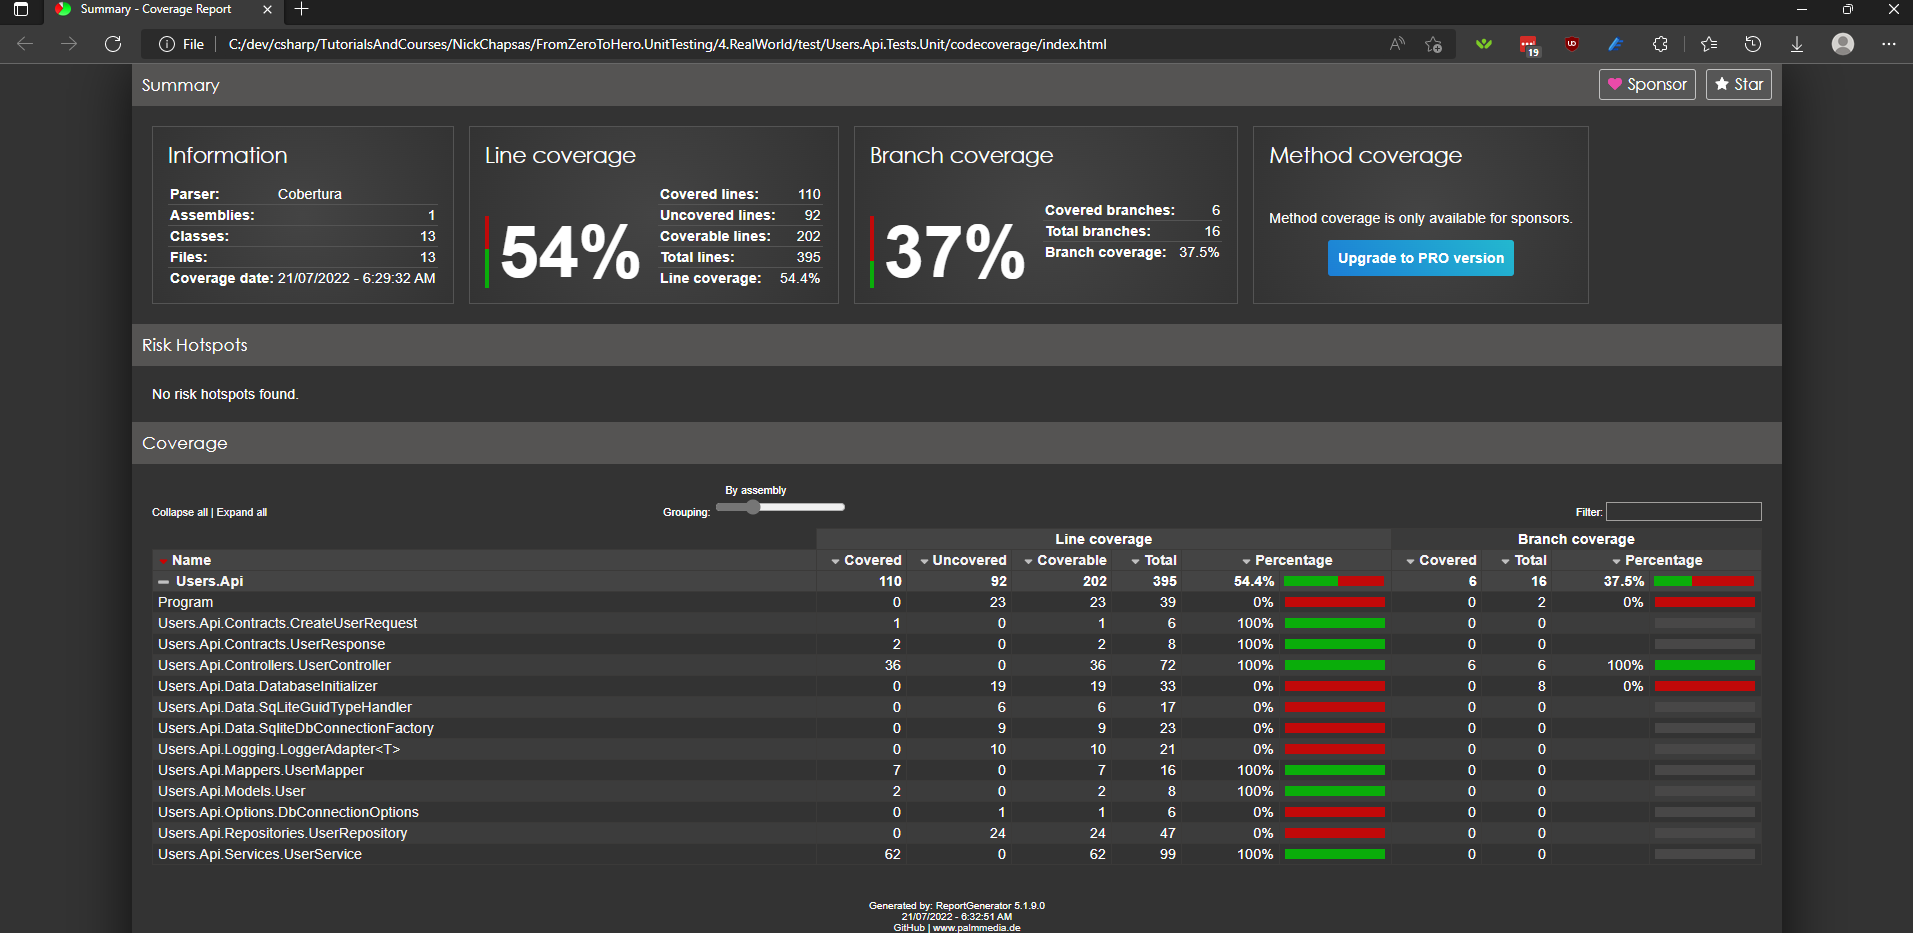 Summary - Coverage Report
File C:/dev/csharp/TutorialsAndCourses/NickChapsas/FromZeroToHero.UnitTesting/4.RealWorld/test/Users.Api.Tests.Unit/codecoverage/index.html 19
Summary Sponsor Star
Information
Parser: Cobertura
Assemblies: 1
Classes: 13
Files: 13
Coverage date: 21/07/2022 - 6:29:32 AM
Line coverage
54%
Covered lines: 110
Uncovered lines: 92
Coverable lines: 202
Total lines: 395
Line coverage: 54.4%
Branch coverage
37%
Covered branches: 6
Total branches: 16
Branch coverage: 37.5%
Method coverage
Method coverage is only available for sponsors.
Upgrade to PRO version
Risk Hotspots
No risk hotspots found.
Coverage
Collapse all | Expand all
By assembly
Grouping:
Filter:
Line coverage Branch coverage
Name Covered Uncovered Coverable Total Percentage Covered Total Percentage
Users.Api 110 92 202 395 54.4% 6 16 37.5%
Program 0 23 23 39 0% 0 2 0%
Users.Api.Contracts.CreateUserRequest 1 0 1 6 100% 0 0
Users.Api.Contracts.UserResponse 2 0 2 8 100% 0 0
Users.Api.Controllers.UserController 36 0 36 72 100% 6 6 100%
Users.Api.Data.DatabaseInitializer 0 19 19 33 0% 0 8 0%
Users.Api.Data.SqLiteGuidTypeHandler 0 6 6 17 0% 0 0
Users.Api.Data.SqliteDbConnectionFactory 0 9 9 23 0% 0 0
Users.Api.Logging.LoggerAdapter<T> 0 10 10 21 0% 0 0
Users.Api.Mappers.UserMapper 7 0 7 16 100% 0 0
Users.Api.Models.User 2 0 2 8 100% 0 0
Users.Api.Options.DbConnectionOptions 0 1 1 6 0% 0 0
Users.Api.Repositories.UserRepository 0 24 24 47 0% 0 0
Users.Api.Services.UserService 62 0 62 99 100% 0 0
Generated by: ReportGenerator 5.1.9.0
21/07/2022 - 6:32:51 AM
GitHub | www.palmmedia.de